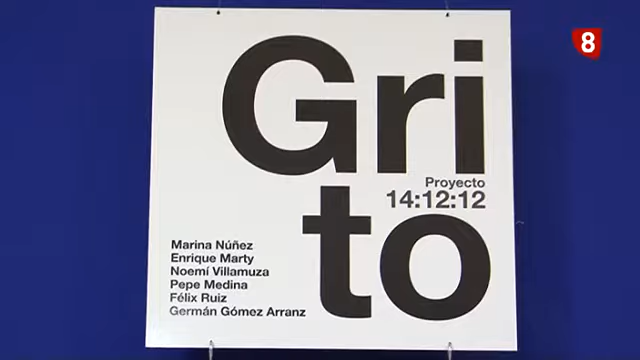 8
Gri
Proyecto
14:12:12
to
Marina Núñez
Enrique Marty
Noemí Villamuza
Pepe Medina
Félix Ruiz
Germán Gómez Arranz